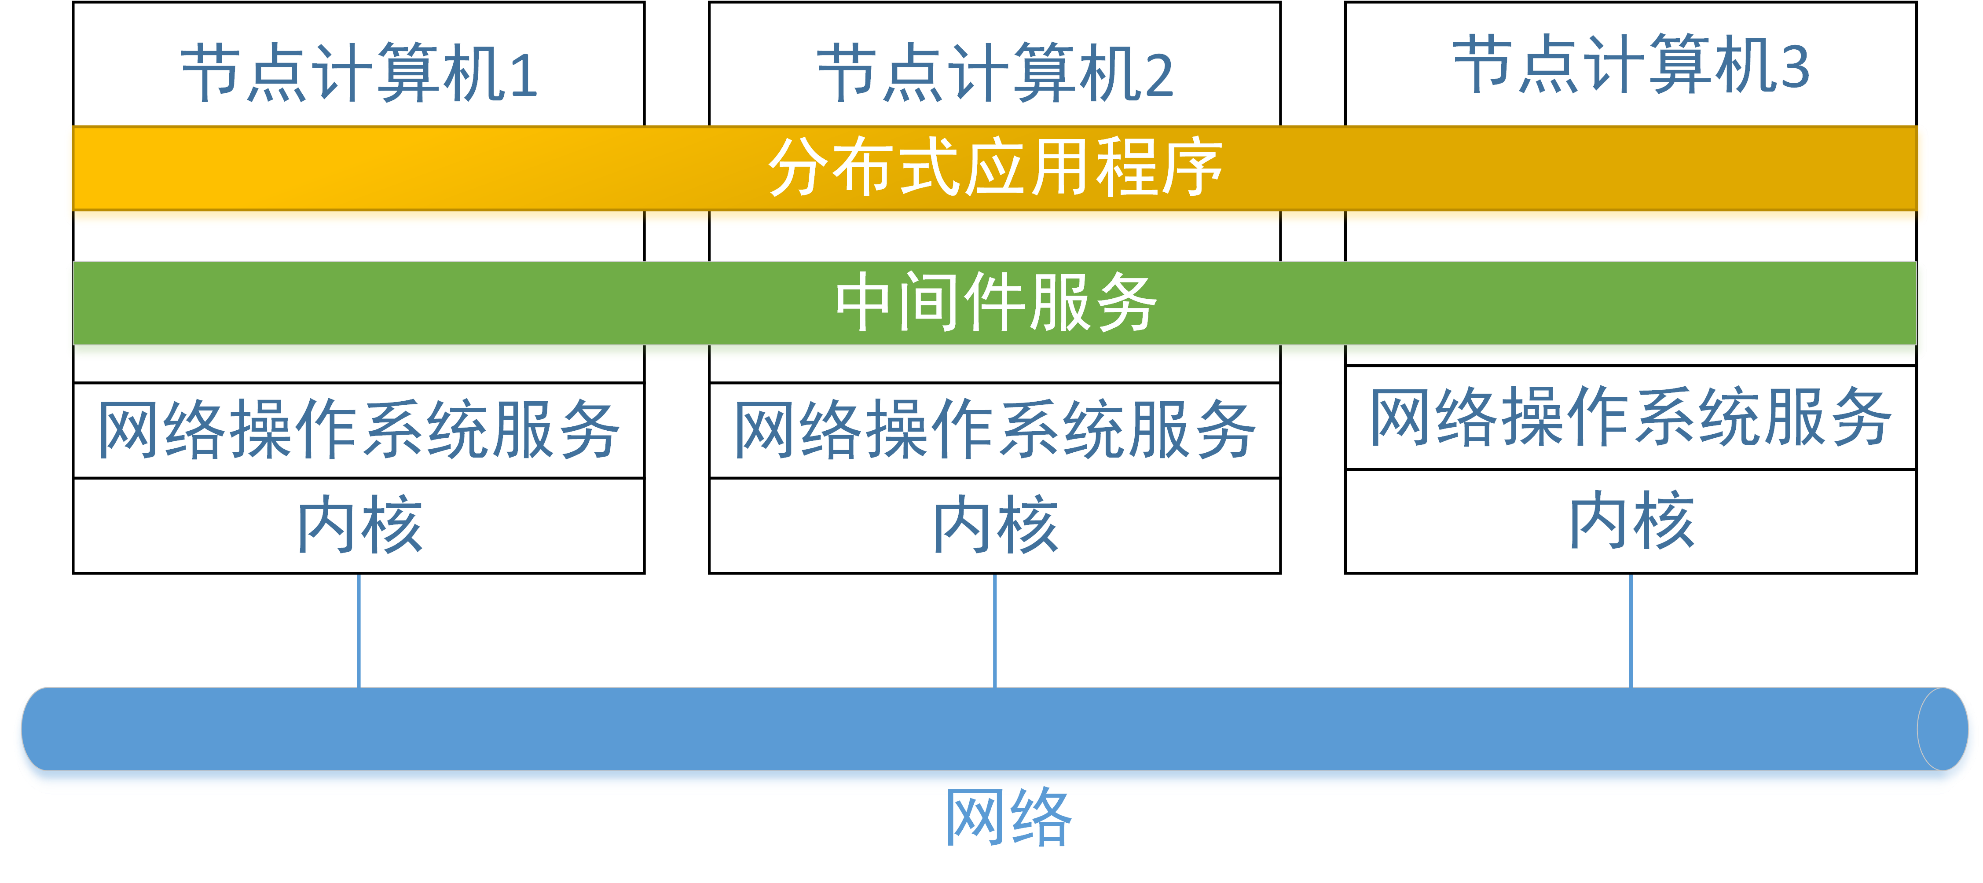 节点计算机1
节点计算机2
节点计算机3
分布式应用程序
中间件服务
网络操作系统服务
网络操作系统服务
网络操作系统服务
内核
内核
内核
网络